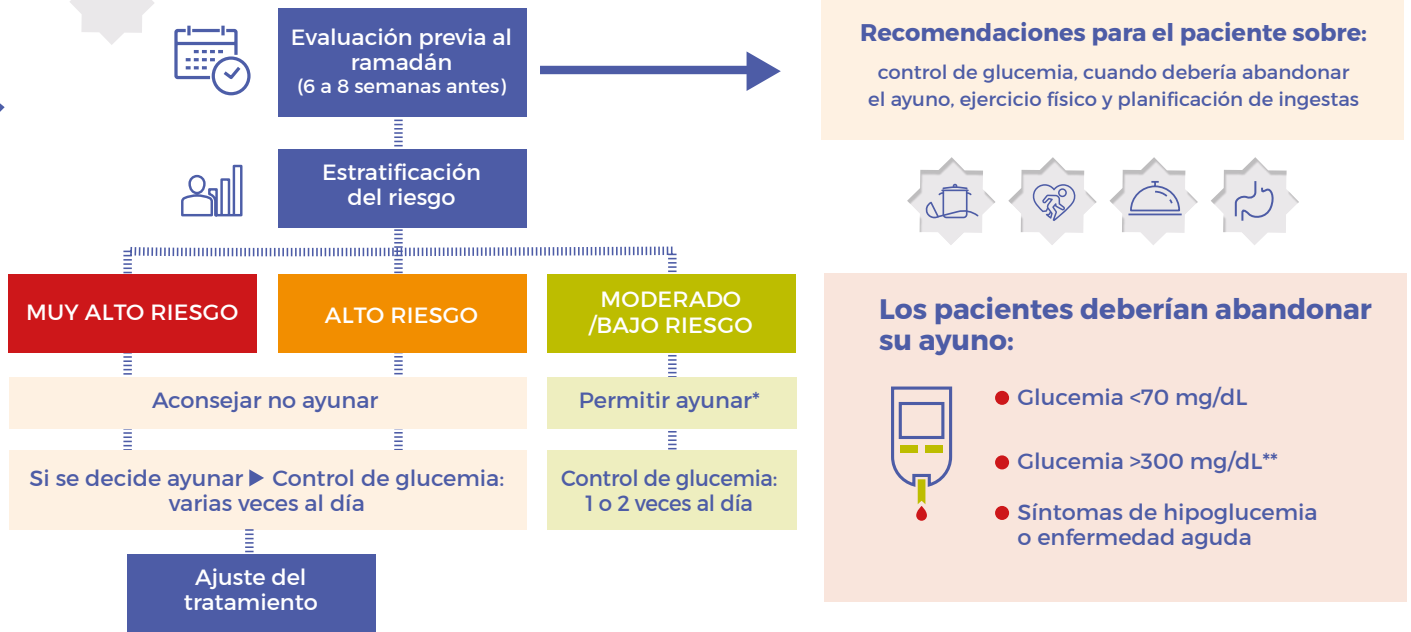 Evaluación previa al
ramadán
(6 a 8 semanas antes)
Recomendaciones para el paciente sobre:
control de glucemia, cuando debería abandonar
el ayuno, ejercicio físico y planificación de ingestas
Estratificación
del riesgo
MUY ALTO RIESGO
ALTO RIESGO
MODERADO
/BAJO RIESGO
Aconsejar no ayunar
Permitir ayunar*
Si se decide ayunar ▶ Control de glucemia:
varias veces al día
Control de glucemia:
1 o 2 veces al día
Ajuste del
tratamiento
Los pacientes deberían abandonar
su ayuno:
● Glucemia <70 mg/dL
● Glucemia >300 mg/dL**
● Síntomas de hipoglucemia
o enfermedad aguda